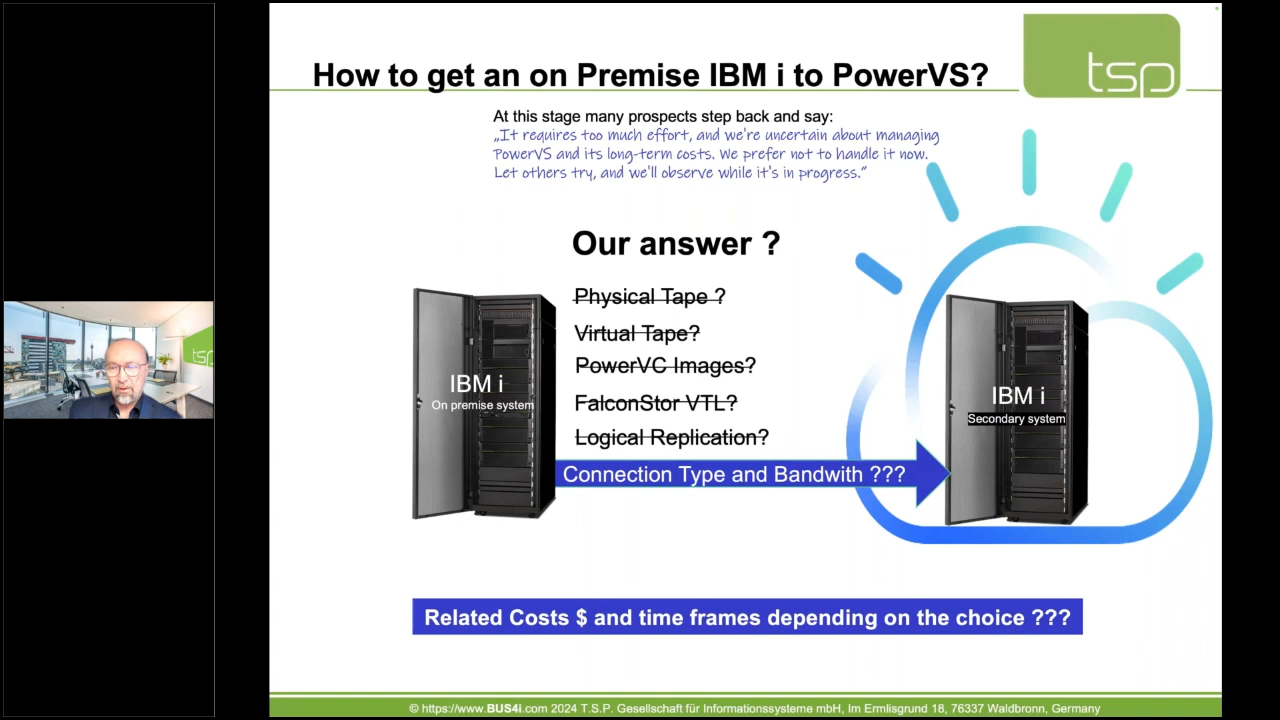 How to get an on Premise IBM i to PowerVS?
tsp
At this stage many prospects step back and say:
„It requires too much effort, and we're uncertain about managing
PowerVS and its long-term costs. We prefer not to handle it now.
Let others try, and we'll observe while it's in progress."
Our answer ?
Physical Tape ?
Virtual Tape?
PowerVC Images?
FalconStor VTL?
Logical Replication?
Connection Type and Bandwith ???
IBM i
On premise system
IBM i
Secondary system
tsp
Related Costs $ and time frames depending on the choice ???
© https://www.BUS4i.com 2024 T.S.P. Gesellschaft für Informationssysteme mbH, Im Ermlisgrund 18, 76337 Waldbronn, Germany